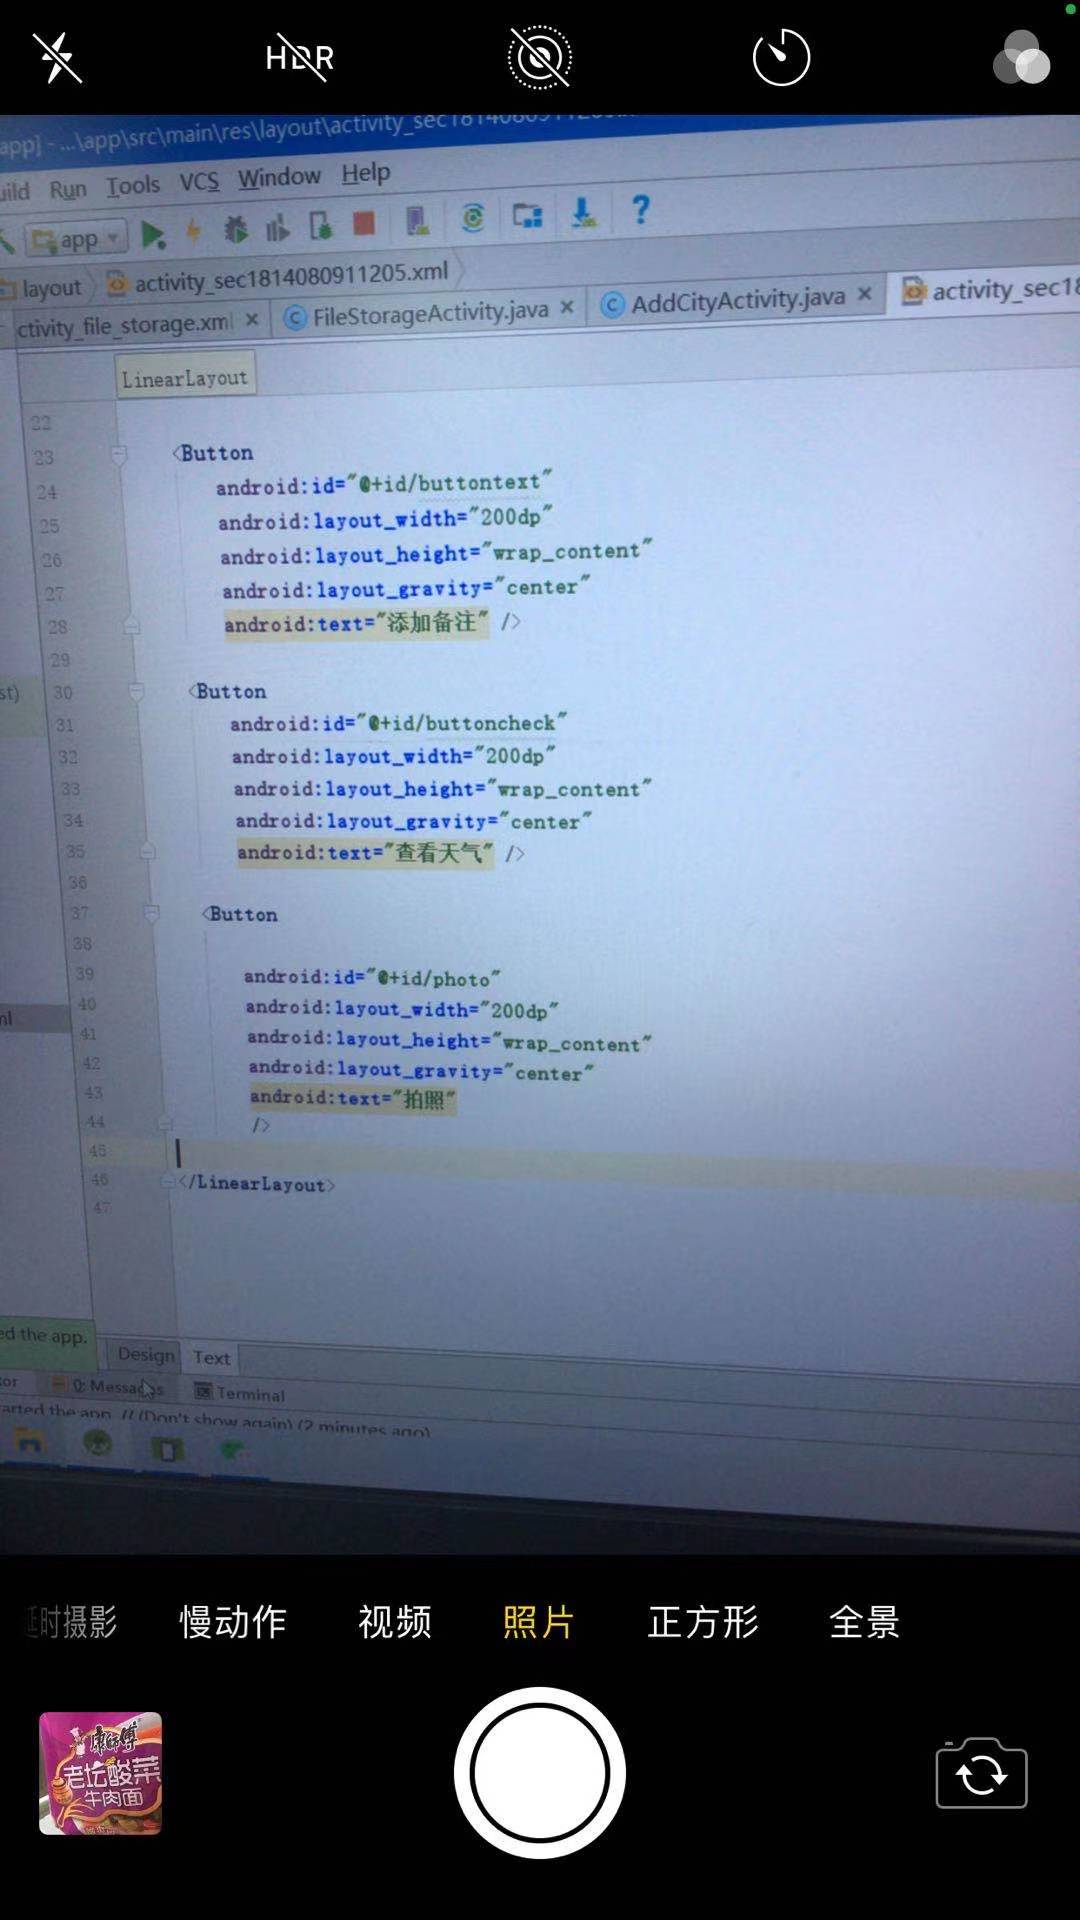 HDR
app] - ...\app\src\main\res\layout\activity_sec1814080911205.xml
Run Tools VCS Window Help
app
layout activity_sec1814080911205.xml
ctivity_file_storage.xml × FileStorageActivity.java × AddCityActivity.java × activity_sec18
LinearLayout
22
23 <Button
24 android:id="@+id/buttontext"
25 android:layout_width="200dp"
26 android:layout_height="wrap_content"
27 android:layout_gravity="center"
28 android:text="添加备注" />
29
st) 30 <Button
31 android:id="@+id/buttoncheck"
32 android:layout_width="200dp"
33 android:layout_height="wrap_content"
34 android:layout_gravity="center"
35 android:text="查看天气" />
36
37 <Button
38
39 android:id="@+id/photo"
40 android:layout_width="200dp"
ml 41 android:layout_height="wrap_content"
42 android:layout_gravity="center"
43 android:text="拍照"
44 />
45
46 </LinearLayout>
47
ed the app.
Design Text
tor 0: Messages Terminal
arted the app. // (Don't show again) (2 minutes ago)
延时摄影 慢动作 视频 照片 正方形 全景
康师傅
老坛酸菜
牛肉面